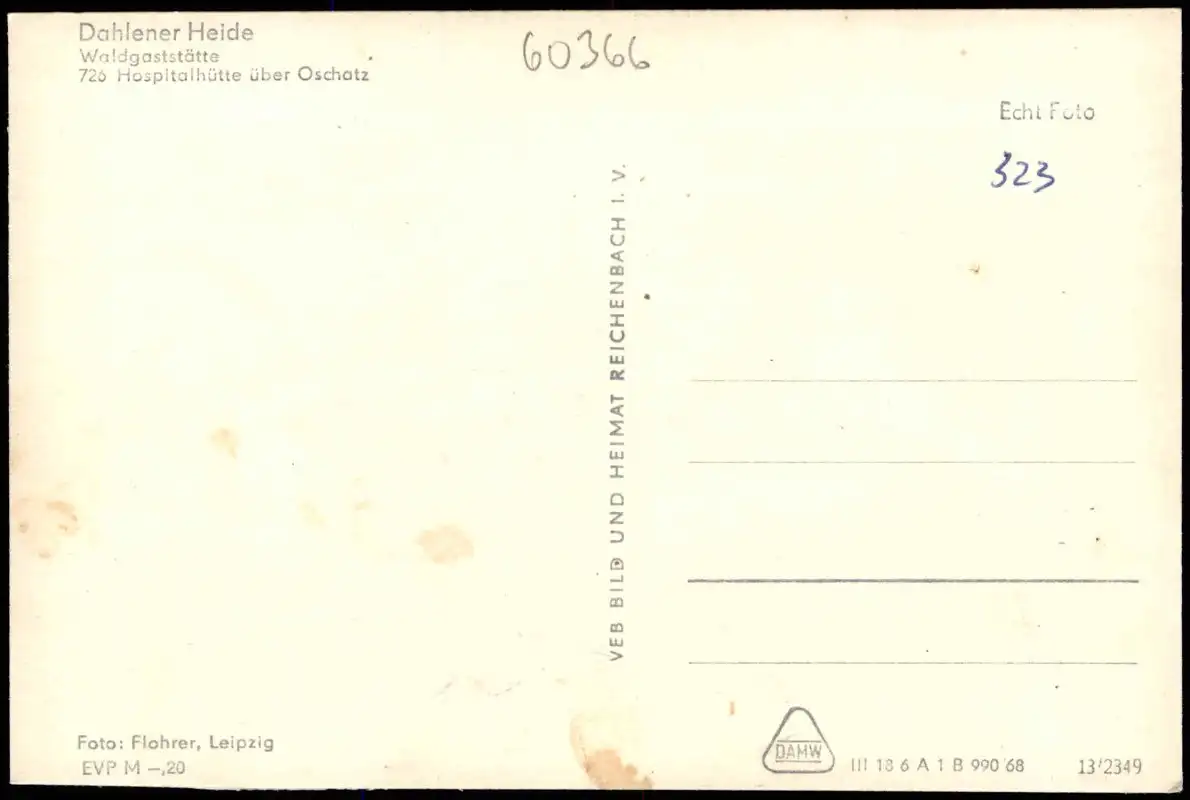 Dahlener Heide
Waldgaststätte
726 Hospitalhütte über Oschatz
60366
Echt Foto
323
VEB BILD UND HEIMAT REICHENBACH I. V.
Foto: Flohrer, Leipzig
EVP M —,20
DAMW
III 18 6 A 1 B 990 68
13/2349